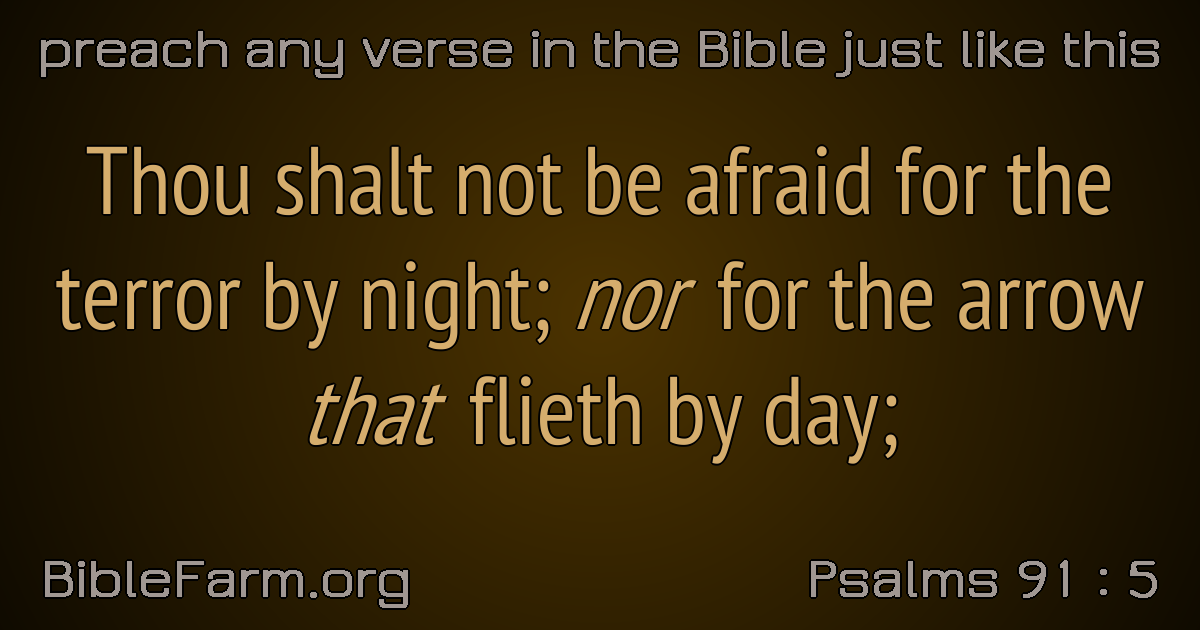 preach any verse in the Bible just like this
Thou shalt not be afraid for the
terror by night; nor for the arrow
that flieth by day;
BibleFarm.org
Psalms 91 : 5